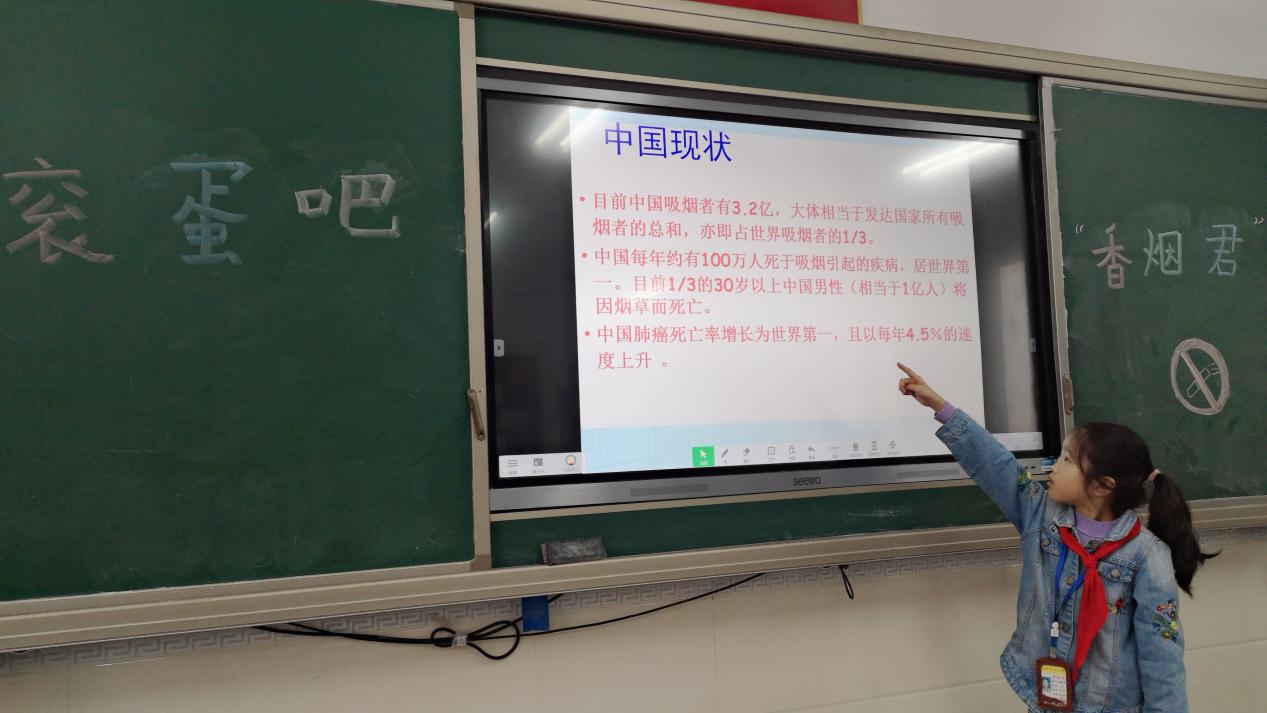 滚蛋吧
中国现状
•目前中国吸烟者有3.2亿，大体相当于发达国家所有吸
烟者的总和，亦即占世界吸烟者的1/3。
•中国每年约有100万人死于吸烟引起的疾病，居世界第
一。目前1/3的30岁以上中国男性（相当于1亿人）将
因烟草而死亡。
•中国肺癌死亡率增长为世界第一，且以每年4.5%的速
度上升 。
seewo
“香烟君”